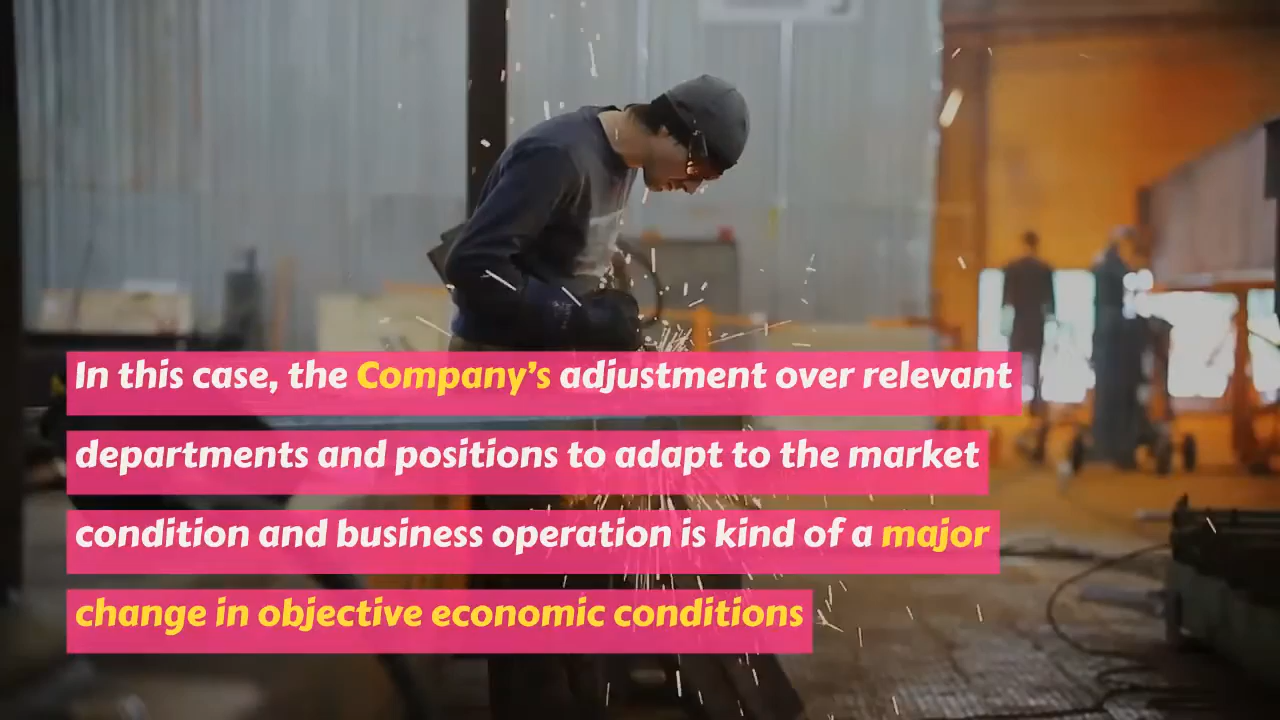 In this case, the Company’s adjustment over relevant
departments and positions to adapt to the market
condition and business operation is kind of a major
change in objective economic conditions